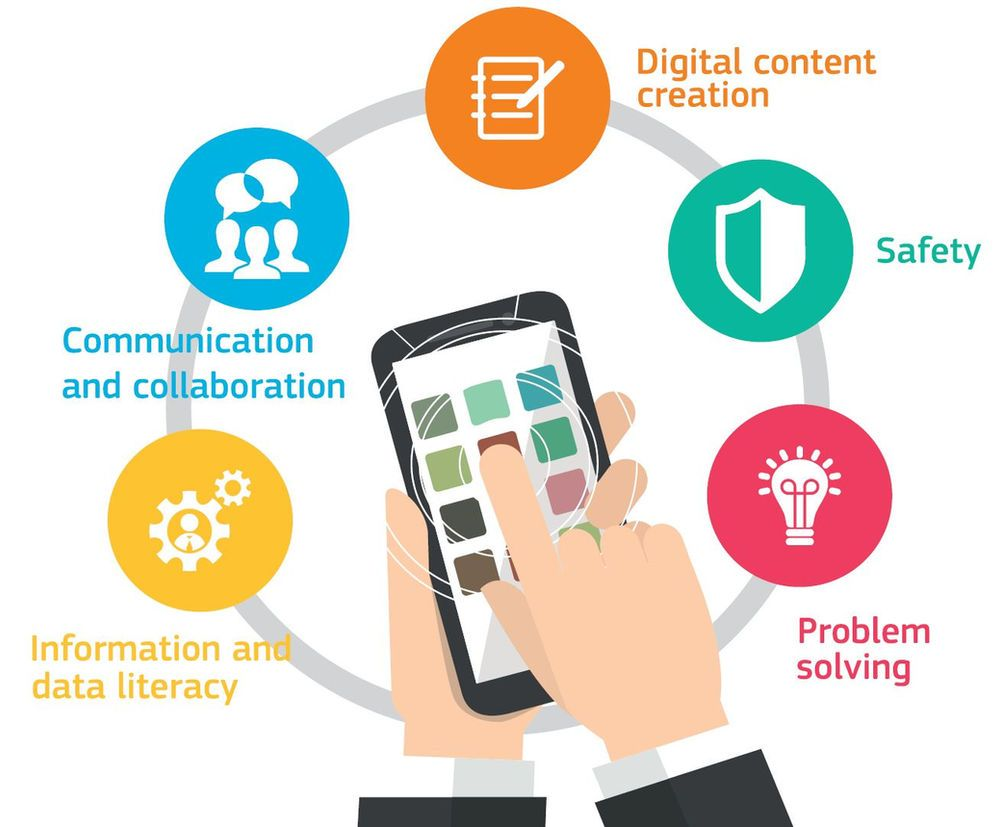 Digital content
creation
Safety
Communication
and collaboration
Information and
data literacy
Problem
solving